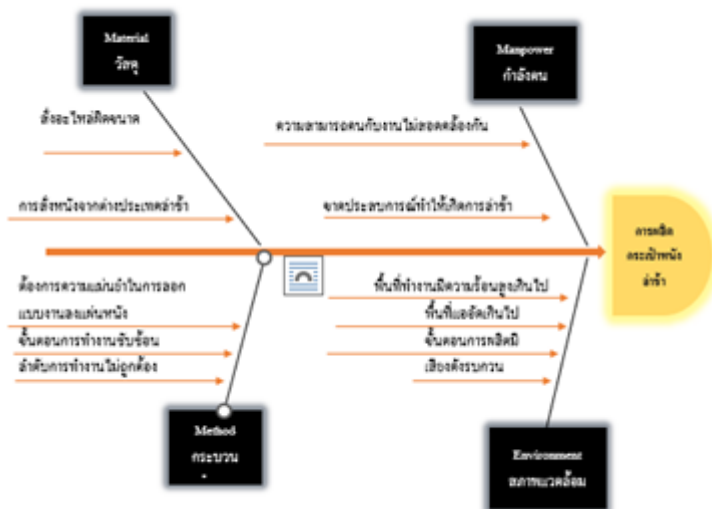 Material
วัสดุ
Manpower
กำลังคน
สั่งอะไหล่ผิดขนาด
ความสามารถคนกับงานไม่สอดคล้องกัน
การสั่งหนังจากต่างประเทศล่าช้า
ขาดประสบการณ์ทำให้เกิดการล่าช้า
การผลิต
กระเป๋าหนัง
ล่าช้า
ต้องการความแม่นยำในการลอก
แบบงานลงแผ่นหนัง
ขั้นตอนการทำงานซับซ้อน
ลำดับการทำงานไม่ถูกต้อง
พื้นที่ทำงานมีความร้อนสูงเกินไป
พื้นที่แออัดเกินไป
ขั้นตอนการผลิตมี
เสียงดังรบกวน
Method
กระบวน
Environment
สภาพแวดล้อม